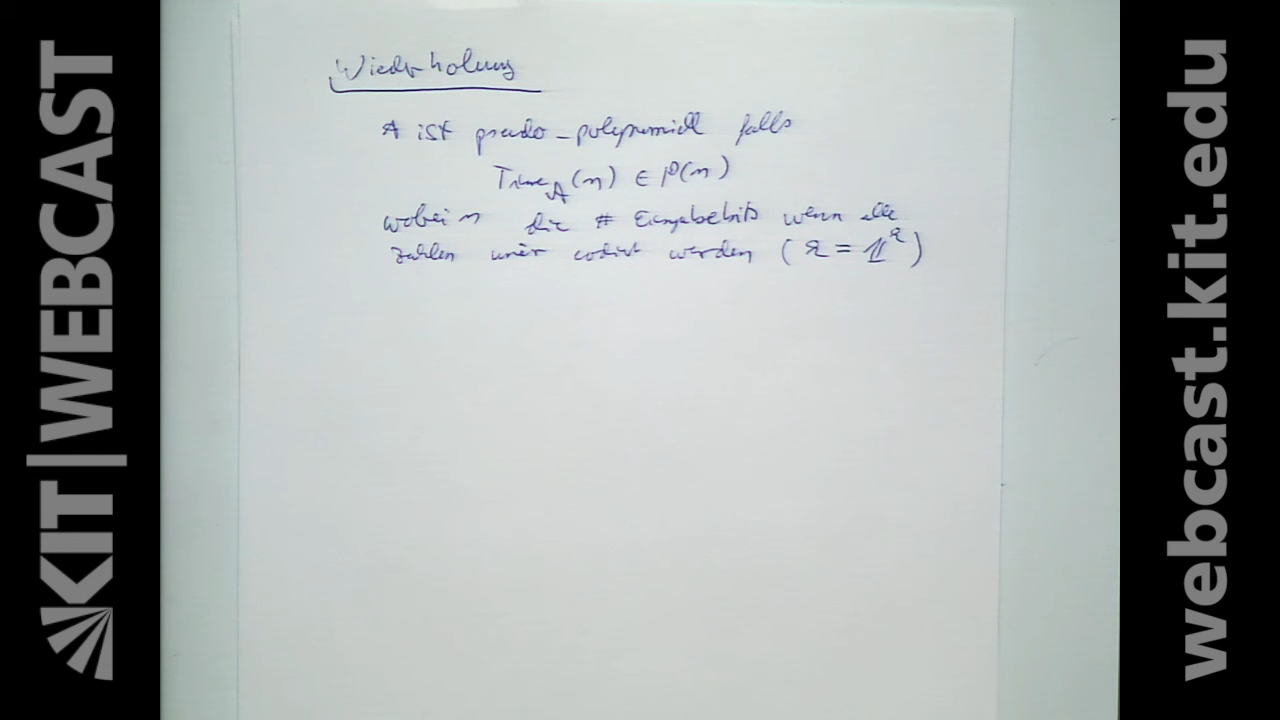 KIT | WEBCAST
Wiederholung
A ist pseudo-polynomiell falls
Time_A(n) ∈ P(n)
wobei n die # Eingabebits wenn alle
Zahlen unär codiert werden (k = 1^k)
webcast.kit.edu